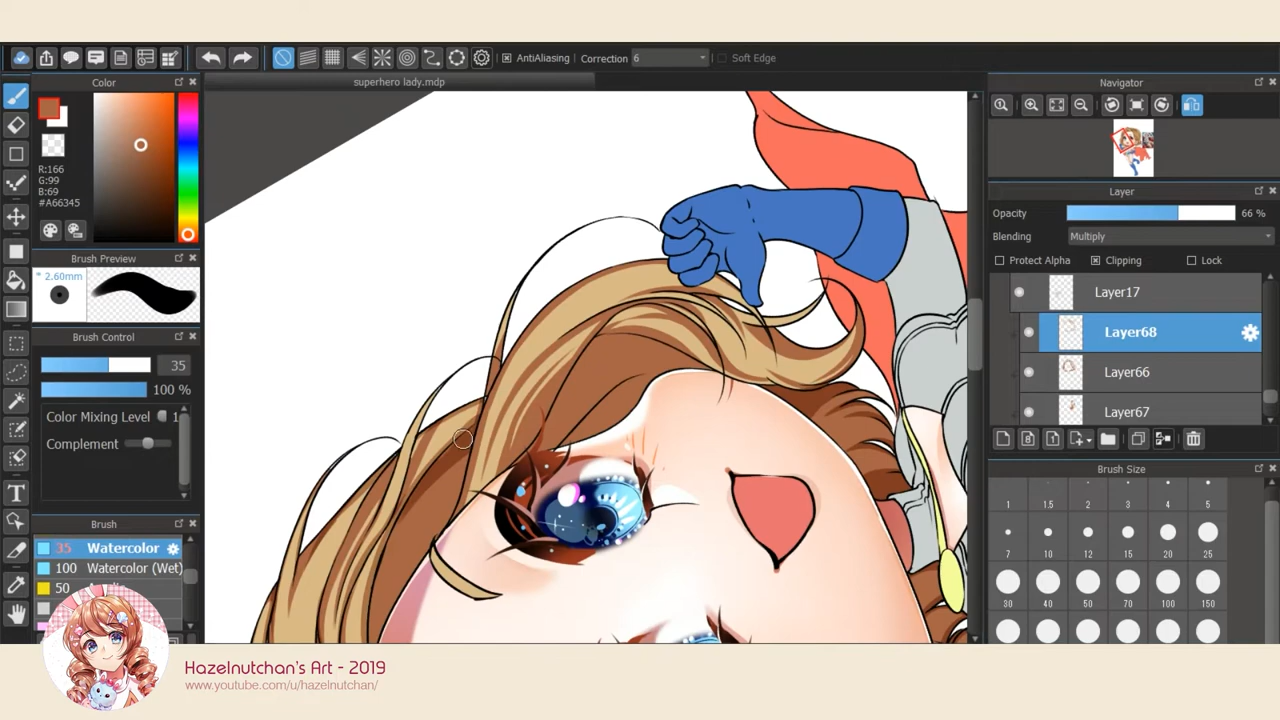 AntiAliasing Correction 6 Soft Edge
Color
superhero lady.mdp
Navigator
R:166
G:99
B:69
#A66345
Layer
Opacity 66 %
Blending Multiply
Protect Alpha Clipping Lock
Brush Preview
* 2.60mm
Layer17
Brush Control
Layer68
35
100 %
Layer66
Color Mixing Level 1
Layer67
Complement
Brush Size
1 1.5 2 3 4 5
Brush
7 10 12 15 20 25
35 Watercolor
100 Watercolor (Wet)
50
30 40 50 70 100 150
Hazelnutchan's Art - 2019
www.youtube.com/u/hazelnutchan/